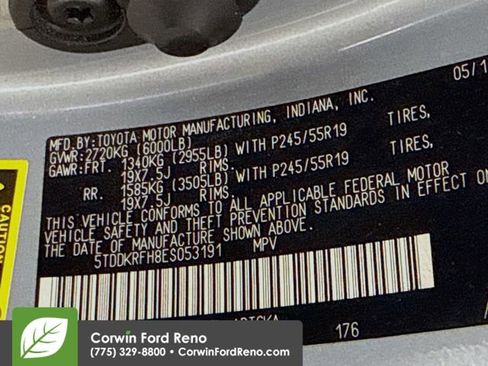 05/1
MFD.BY:TOYOTA MOTOR MANUFACTURING, INDIANA, INC.
GVWR:2720KG (6000LB)
GAWR:FRT. 1340KG (2955LB) WITH P245/55R19 TIRES,
19X7.5J RIMS.
RR. 1585KG (3505LB) WITH P245/55R19 TIRES,
19X7.5J RIMS.
THIS VEHICLE CONFORMS TO ALL APPLICABLE FEDERAL MOTOR
VEHICLE SAFETY AND THEFT PREVENTION STANDARDS IN EFFECT ON
THE DATE OF MANUFACTURE SHOWN ABOVE.
5TDDKRFH8ES053191 MPV
176
CAUTION
Corwin Ford Reno
(775) 329-8800 • CorwinFordReno.com